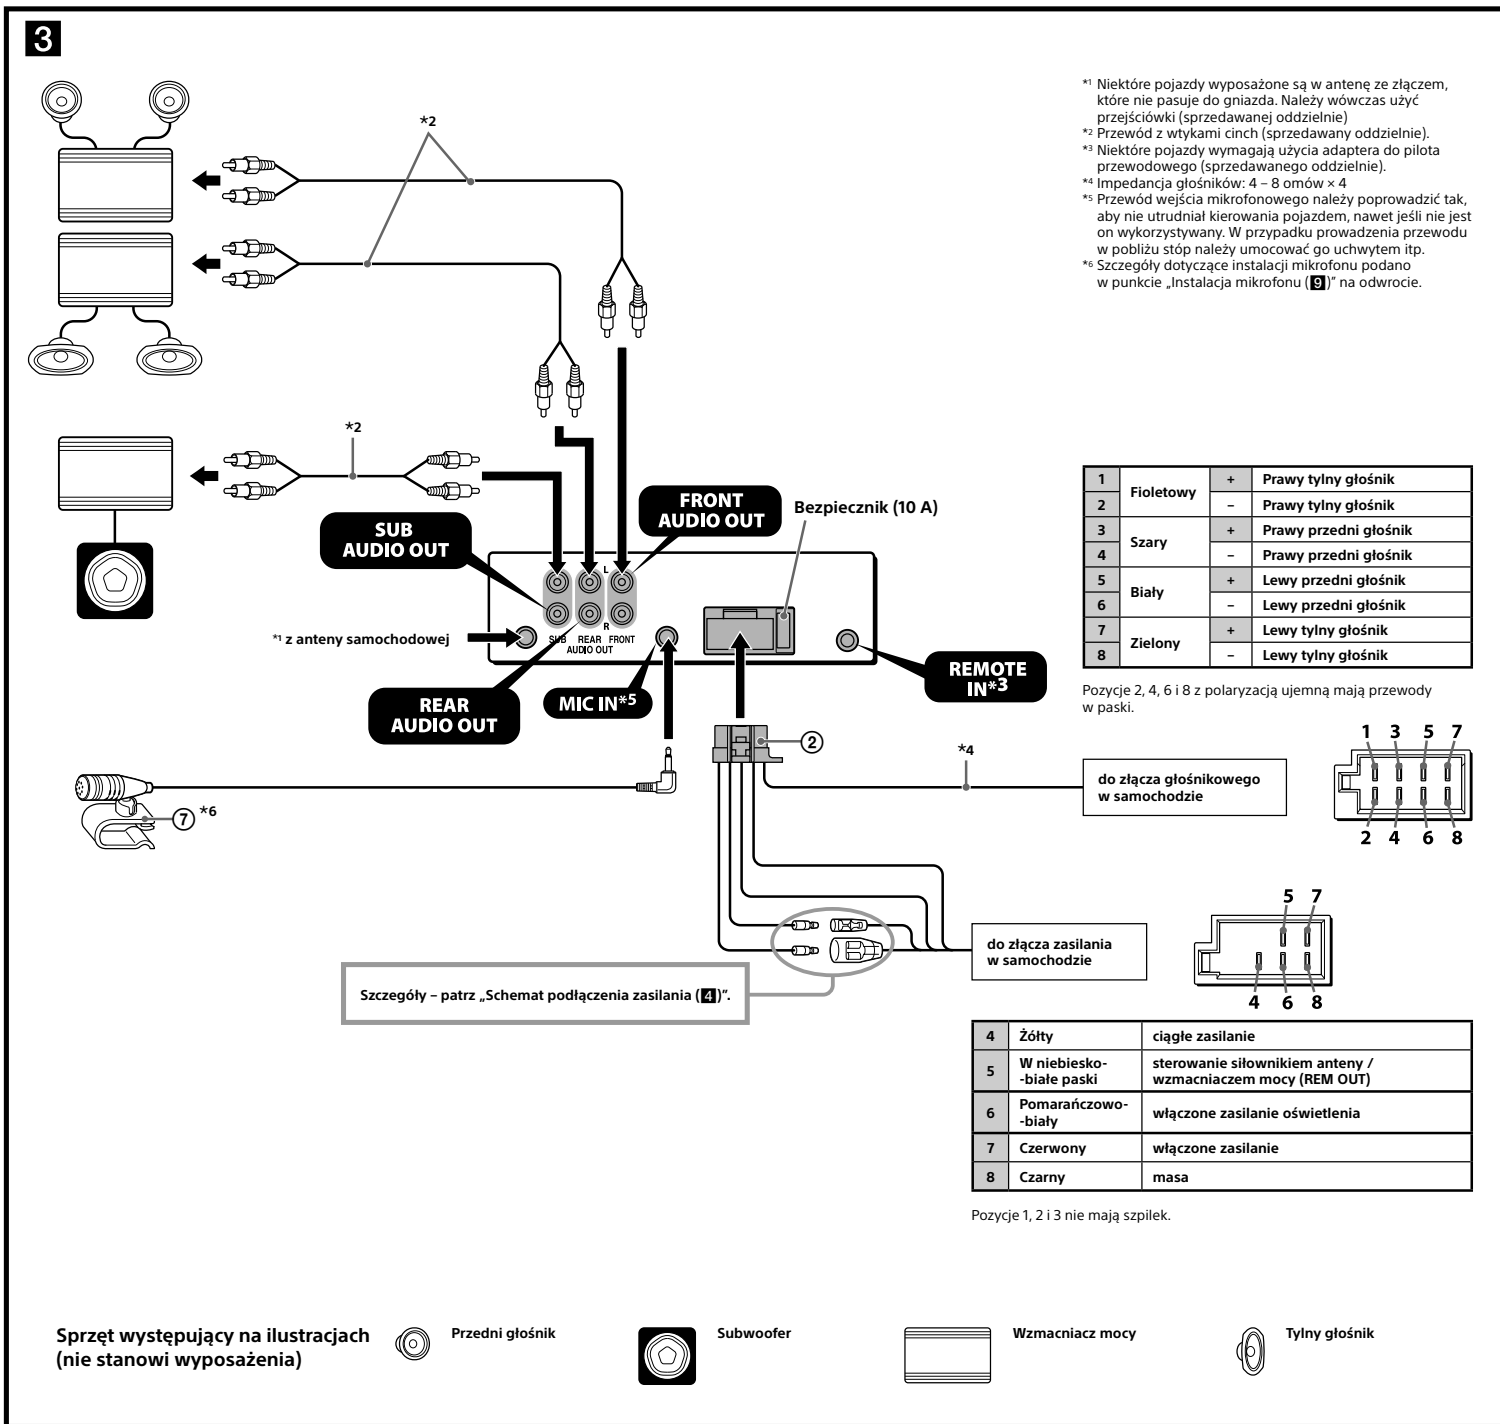 3
*1 Niektóre pojazdy wyposażone są w antenę ze złączem,
które nie pasuje do gniazda. Należy wówczas użyć
przejściówki (sprzedawanej oddzielnie)
*2 Przewód z wtykami cinch (sprzedawany oddzielnie).
*3 Niektóre pojazdy wymagają użycia adaptera do pilota
przewodowego (sprzedawanego oddzielnie).
*4 Impedancja głośników: 4 – 8 omów × 4
*5 Przewód wejścia mikrofonowego należy poprowadzić tak,
aby nie utrudniał kierowania pojazdem, nawet jeśli nie jest
on wykorzystywany. W przypadku prowadzenia przewodu
w pobliżu stóp należy umocować go uchwytem itp.
*6 Szczegóły dotyczące instalacji mikrofonu podano
w punkcie „Instalacja mikrofonu (9)” na odwrocie.
*2
*2
SUB
AUDIO OUT
FRONT
AUDIO OUT
Bezpiecznik (10 A)
L
R
SUB REAR FRONT
AUDIO OUT
*1 z anteny samochodowej
REAR
AUDIO OUT
MIC IN*5
REMOTE
IN*3
1 Fioletowy + Prawy tylny głośnik
2 – Prawy tylny głośnik
3 Szary + Prawy przedni głośnik
4 – Prawy przedni głośnik
5 Biały + Lewy przedni głośnik
6 – Lewy przedni głośnik
7 Zielony + Lewy tylny głośnik
8 – Lewy tylny głośnik
Pozycje 2, 4, 6 i 8 z polaryzacją ujemną mają przewody
w paski.
2
*4
do złącza głośnikowego
w samochodzie
1 3 5 7
2 4 6 8
7 *6
do złącza zasilania
w samochodzie
5 7
4 6 8
Szczegóły – patrz „Schemat podłączenia zasilania (4)”.
4 Żółty ciągłe zasilanie
5 W niebiesko-
-białe paski sterowanie siłownikiem anteny /
wzmacniaczem mocy (REM OUT)
6 Pomarańczowo-
-biały włączone zasilanie oświetlenia
7 Czerwony włączone zasilanie
8 Czarny masa
Pozycje 1, 2 i 3 nie mają szpilek.
Sprzęt występujący na ilustracjach
(nie stanowi wyposażenia)
Przedni głośnik
Subwoofer
Wzmacniacz mocy
Tylny głośnik